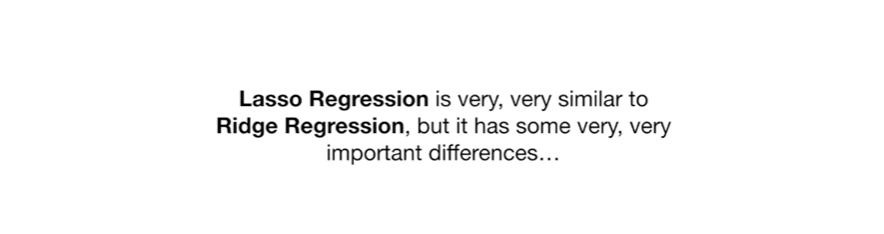 Lasso Regression is very, very similar to
Ridge Regression, but it has some very, very
important differences…